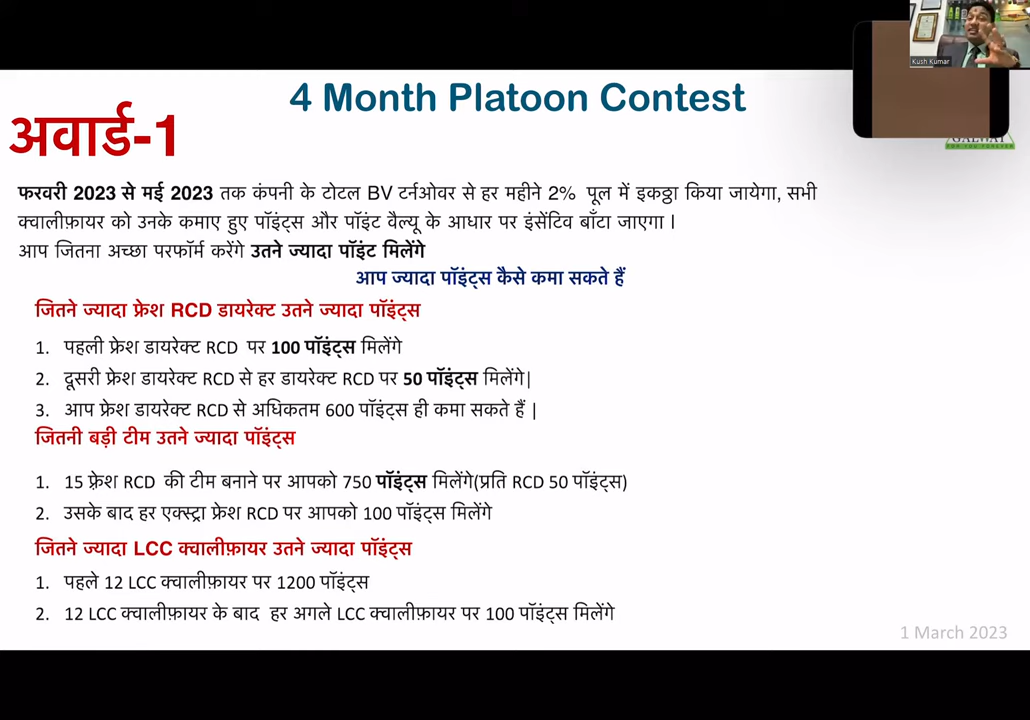 Kush Kumar
4 Month Platoon Contest
अवार्ड-1
FOR YOU FOREVER
फरवरी 2023 से मई 2023 तक कंपनी के टोटल BV टर्नओवर से हर महीने 2% पूल में इकठ्ठा किया जायेगा, सभी
क्वालीफ़ायर को उनके कमाए हुए पॉइंट्स और पॉइंट वैल्यू के आधार पर इंसेंटिव बाँटा जाएगा I
आप जितना अच्छा परफॉर्म करेंगे उतने ज्यादा पॉइंट मिलेंगे
आप ज्यादा पॉइंट्स कैसे कमा सकते हैं
जितने ज्यादा फ्रेश RCD डायरेक्ट उतने ज्यादा पॉइंट्स
1. पहली फ्रेश डायरेक्ट RCD पर 100 पॉइंट्स मिलेंगे
2. दूसरी फ्रेश डायरेक्ट RCD से हर डायरेक्ट RCD पर 50 पॉइंट्स मिलेंगे|
3. आप फ्रेश डायरेक्ट RCD से अधिकतम 600 पॉइंट्स ही कमा सकते हैं |
जितनी बड़ी टीम उतने ज्यादा पॉइंट्स
1. 15 फ़्रेश RCD की टीम बनाने पर आपको 750 पॉइंट्स मिलेंगे(प्रति RCD 50 पॉइंट्स)
2. उसके बाद हर एक्स्ट्रा फ्रेश RCD पर आपको 100 पॉइंट्स मिलेंगे
जितने ज्यादा LCC क्वालीफ़ायर उतने ज्यादा पॉइंट्स
1. पहले 12 LCC क्वालीफ़ायर पर 1200 पॉइंट्स
2. 12 LCC क्वालीफ़ायर के बाद हर अगले LCC क्वालीफ़ायर पर 100 पॉइंट्स मिलेंगे
1 March 2023